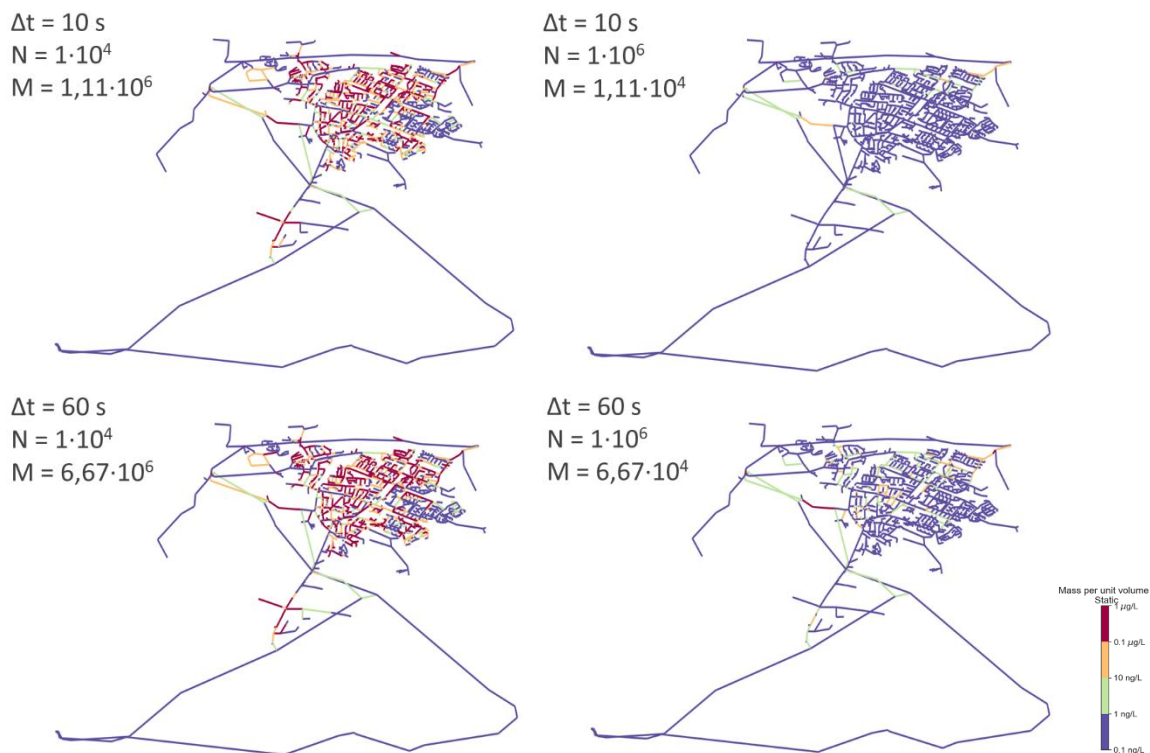 Δt = 10 s
N = 1·10⁴
M = 1,11·10⁶
Δt = 10 s
N = 1·10⁶
M = 1,11·10⁴
Δt = 60 s
N = 1·10⁴
M = 6,67·10⁶
Δt = 60 s
N = 1·10⁶
M = 6,67·10⁴
Mass per unit volume
Static
1 µg/L
0.1 µg/L
10 ng/L
1 ng/L
0.1 ng/L